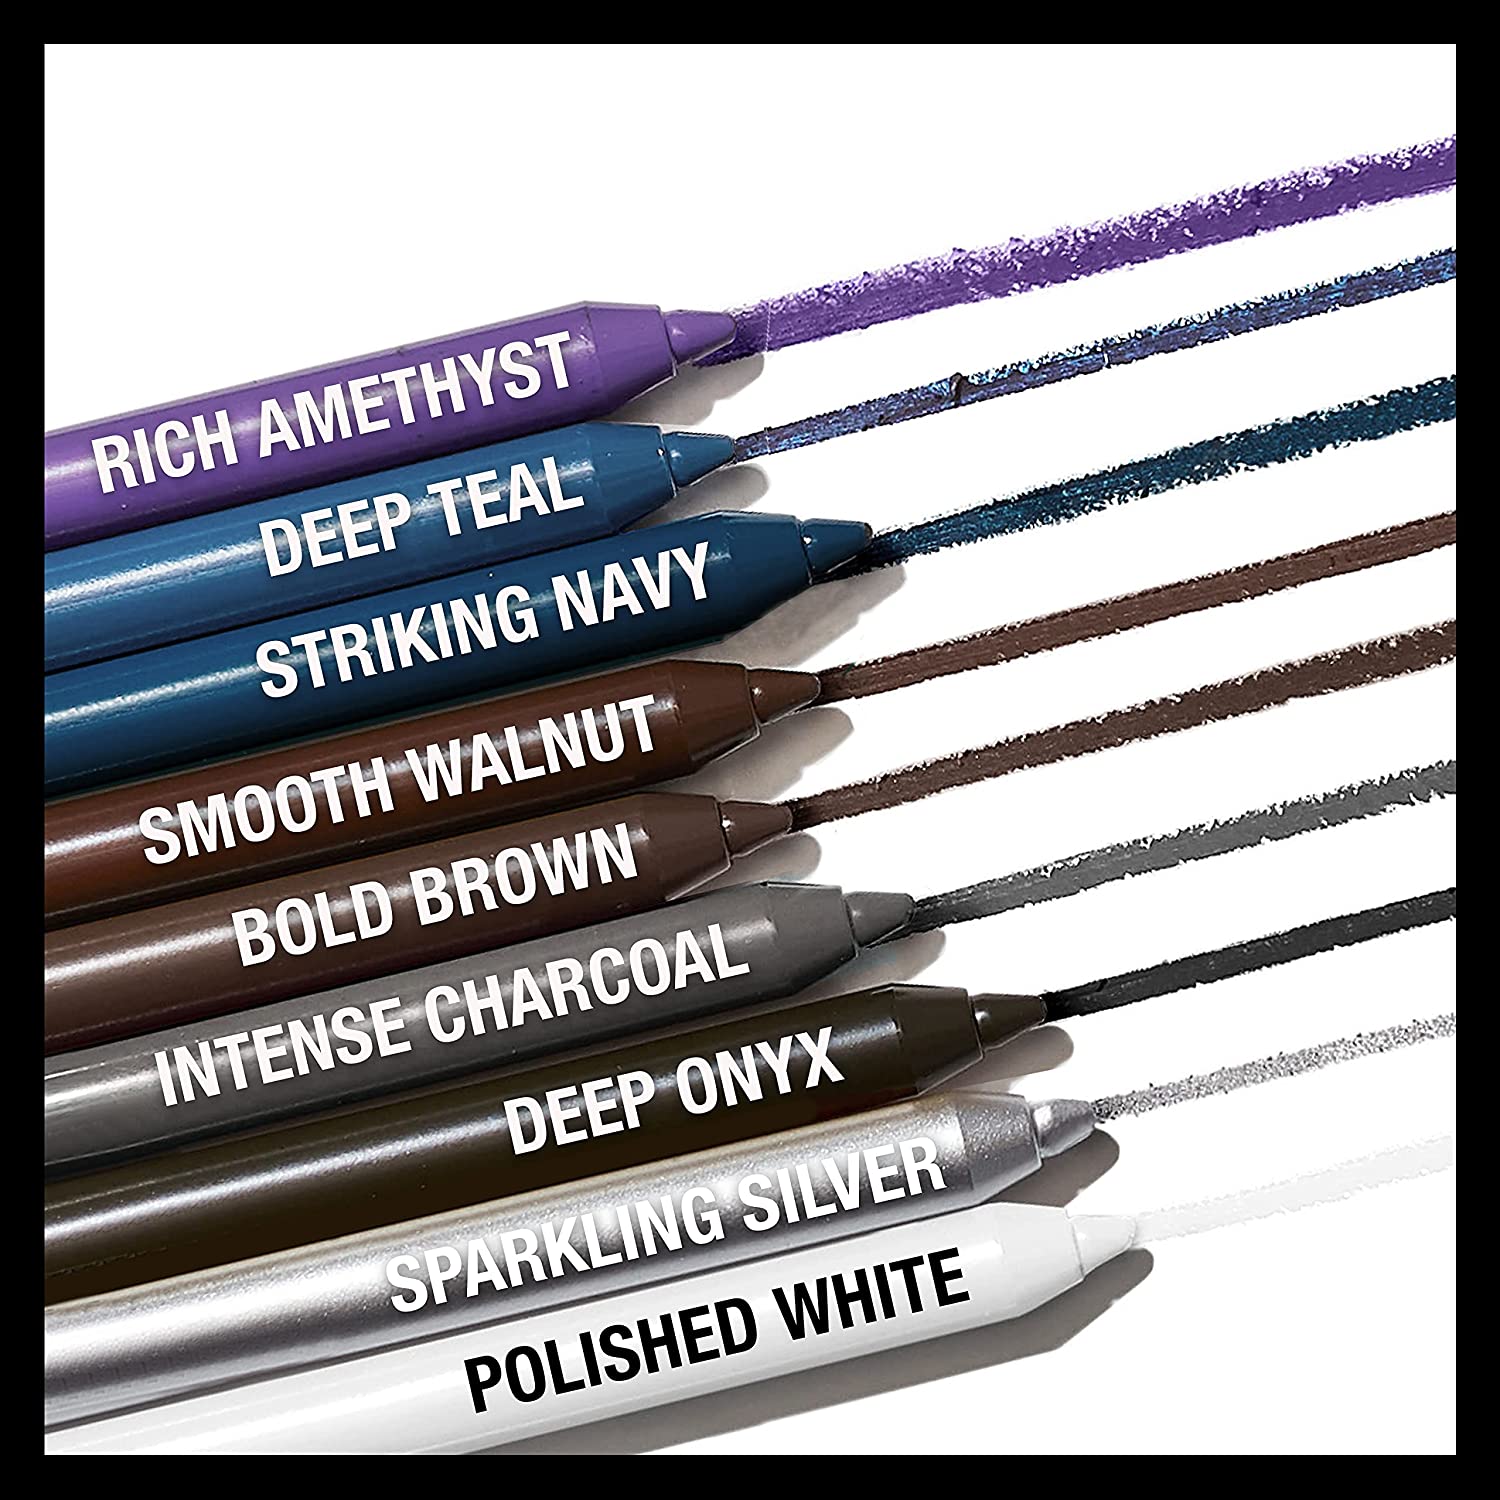 RICH AMETHYST
DEEP TEAL
STRIKING NAVY
SMOOTH WALNUT
BOLD BROWN
INTENSE CHARCOAL
DEEP ONYX
SPARKLING SILVER
POLISHED WHITE